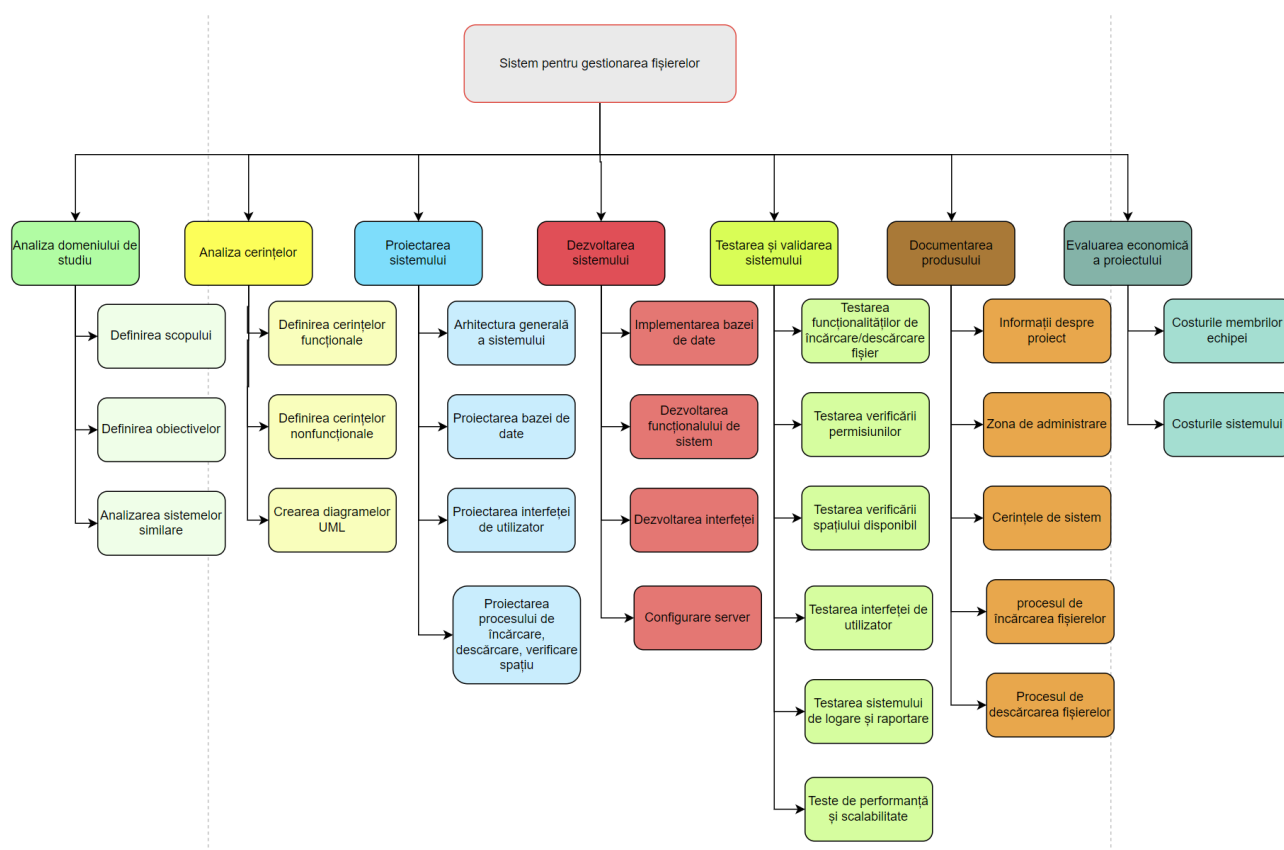 Sistem pentru gestionarea fișierelor
Analiza domeniului de
studiu
Definirea scopului
Definirea obiectivelor
Analizarea sistemelor
similare
Analiza cerințelor
Definirea cerințelor
funcționale
Definirea cerințelor
nonfuncționale
Crearea diagramelor
UML
Proiectarea
sistemului
Arhitectura generală
a sistemului
Proiectarea bazei de
date
Proiectarea interfeței
de utilizator
Proiectarea
procesului de
încărcare,
descărcare, verificare
spațiu
Dezvoltarea
sistemului
Implementarea bazei
de date
Dezvoltarea
funcționalului de
sistem
Dezvoltarea interfeței
Configurare server
Testarea și validarea
sistemului
Testarea
funcționalităților de
încărcare/descărcare
fișier
Testarea verificării
permisiunilor
Testarea verificării
spațiului disponibil
Testarea interfeței de
utilizator
Testarea sistemului
de logare și raportare
Teste de performanță
și scalabilitate
Documentarea
produsului
Informații despre
proiect
Zona de administrare
Cerințele de sistem
procesul de
încărcarea fișierelor
Procesul de
descărcarea fișierelor
Evaluarea economică
a proiectului
Costurile membrilor
echipei
Costurile sistemului